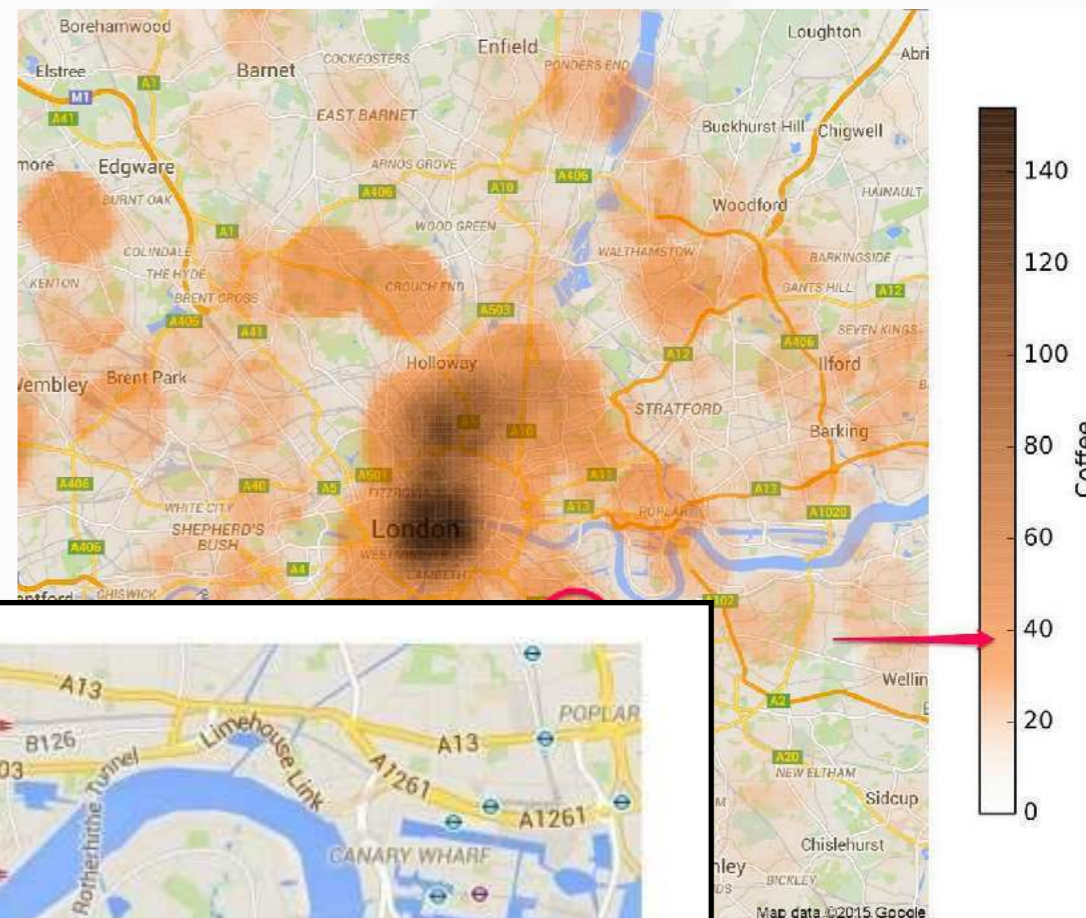 Borehamwood
Enfield
Loughton
COCKFOSTERS
PONDERS END
Abri
Elstree
Barnet
A1
M1
A41
EAST BARNET
Buckhurst Hill
Chigwell
more
Edgware
ARNOS GROVE
A406
A10
A406
HAINAULT
BURNT OAK
Woodford
A1
WOOD GREEN
COLINDALE
WALTHAMSTOW
BARKINGSIDE
THE HYDE
KENTON
CROUCH END
GANTS HILL
A12
BRENT CROSS
A406
A41
A503
SEVEN KINGS
A406
A12
Holloway
Ilford
Wembley
Brent Park
STRATFORD
A1
A10
Barking
A501
A11
A406
A40
A5
A13
A13
WHITE CITY
POPLAR
A1020
SHEPHERD'S
BUSH
London
A406
A4
LAMBETH
CHISWICK
A102
Wellin
A2
A20
NEW ELTHAM
Sidcup
Chislehurst
BICKLEY
Map data ©2015 Google
140
120
100
80
60
40
20
0
Coffee
A13
B126
03
Rotherhithe Tunnel
Limehouse Link
A1261
A13
POPLAR
A1261
CANARY WHARF